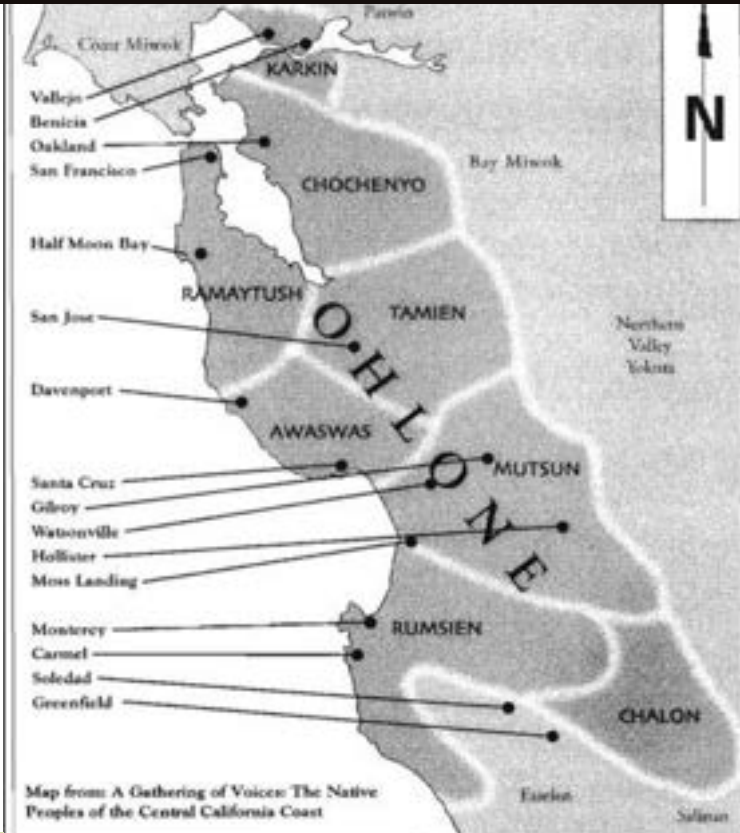 Patwin
Coast Miwok
KARKIN
Vallejo
Benicia
Oakland
San Francisco
CHOCHENYO
Bay Miwok
N
Half Moon Bay
RAMAYTUSH
San Jose
TAMIEN
Northern
Valley
Yokuts
OHLONE
Davenport
AWASWAS
Santa Cruz
Gilroy
Watsonville
Hollister
Moss Landing
MUTSUN
Monterey
Carmel
Soledad
Greenfield
RUMSIEN
CHALON
Esselen
Salinan
Map from: A Gathering of Voices: The Native
Peoples of the Central California Coast